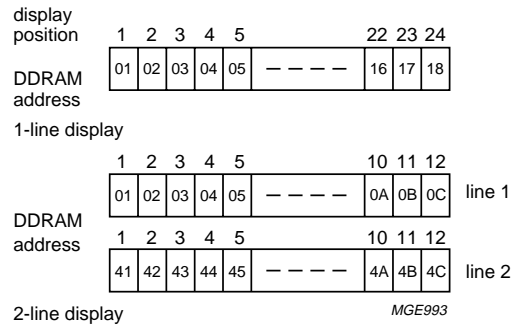 display
position 1 2 3 4 5 22 23 24
01 02 03 04 05 16 17 18
DDRAM
address
1-line display
1 2 3 4 5 10 11 12
01 02 03 04 05 0A 0B 0C line 1
DDRAM
address
1 2 3 4 5 10 11 12
41 42 43 44 45 4A 4B 4C line 2
2-line display MGE993